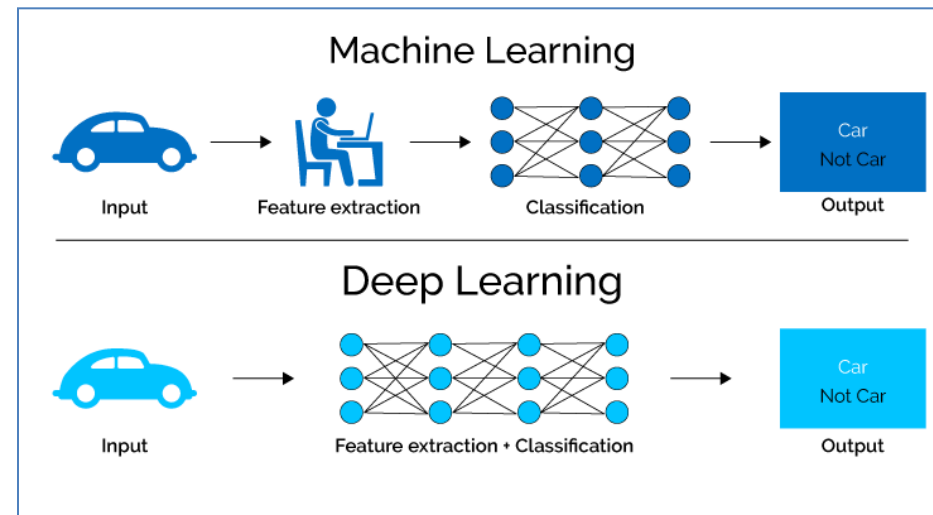 Machine Learning
Car
Not Car
Input
Feature extraction
Classification
Output
Deep Learning
Car
Not Car
Input
Feature extraction + Classification
Output